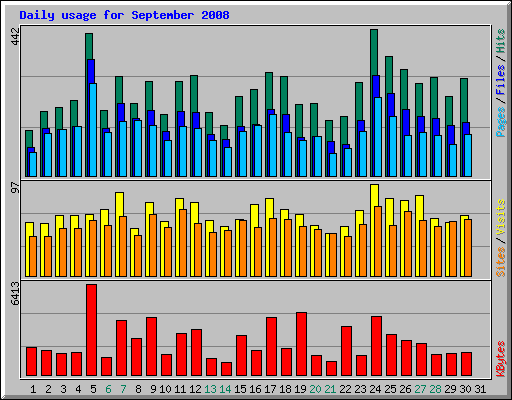 Daily usage for September 2008
442
Pages / Files / Hits
97
Sites / Visits
6413
KBytes
1 2 3 4 5 6 7 8 9 10 11 12 13 14 15 16 17 18 19 20 21 22 23 24 25 26 27 28 29 30 31